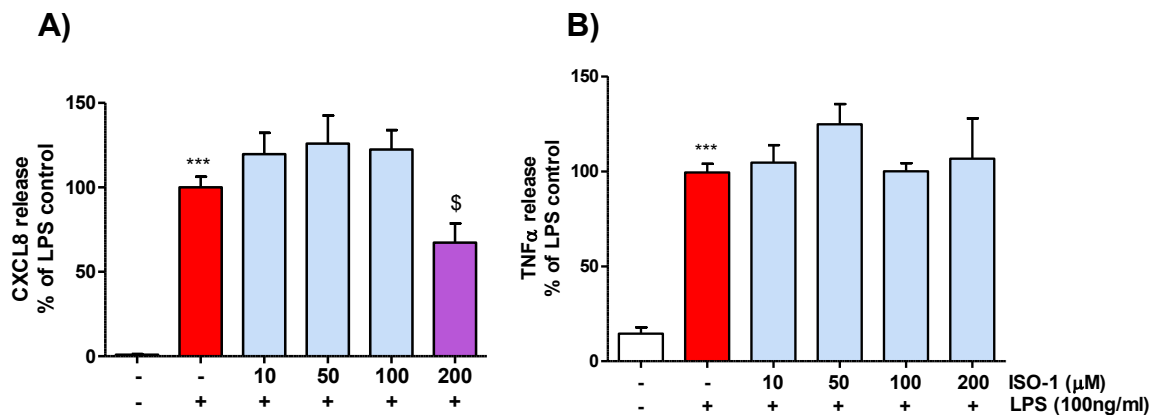 A)
CXCL8 release
% of LPS control
150
100
50
0
***
$
- - 10 50 100 200
- + + + + +
B)
TNFα release
% of LPS control
150
100
50
0
***
- - 10 50 100 200 ISO-1 (μM)
- + + + + + LPS (100ng/ml)